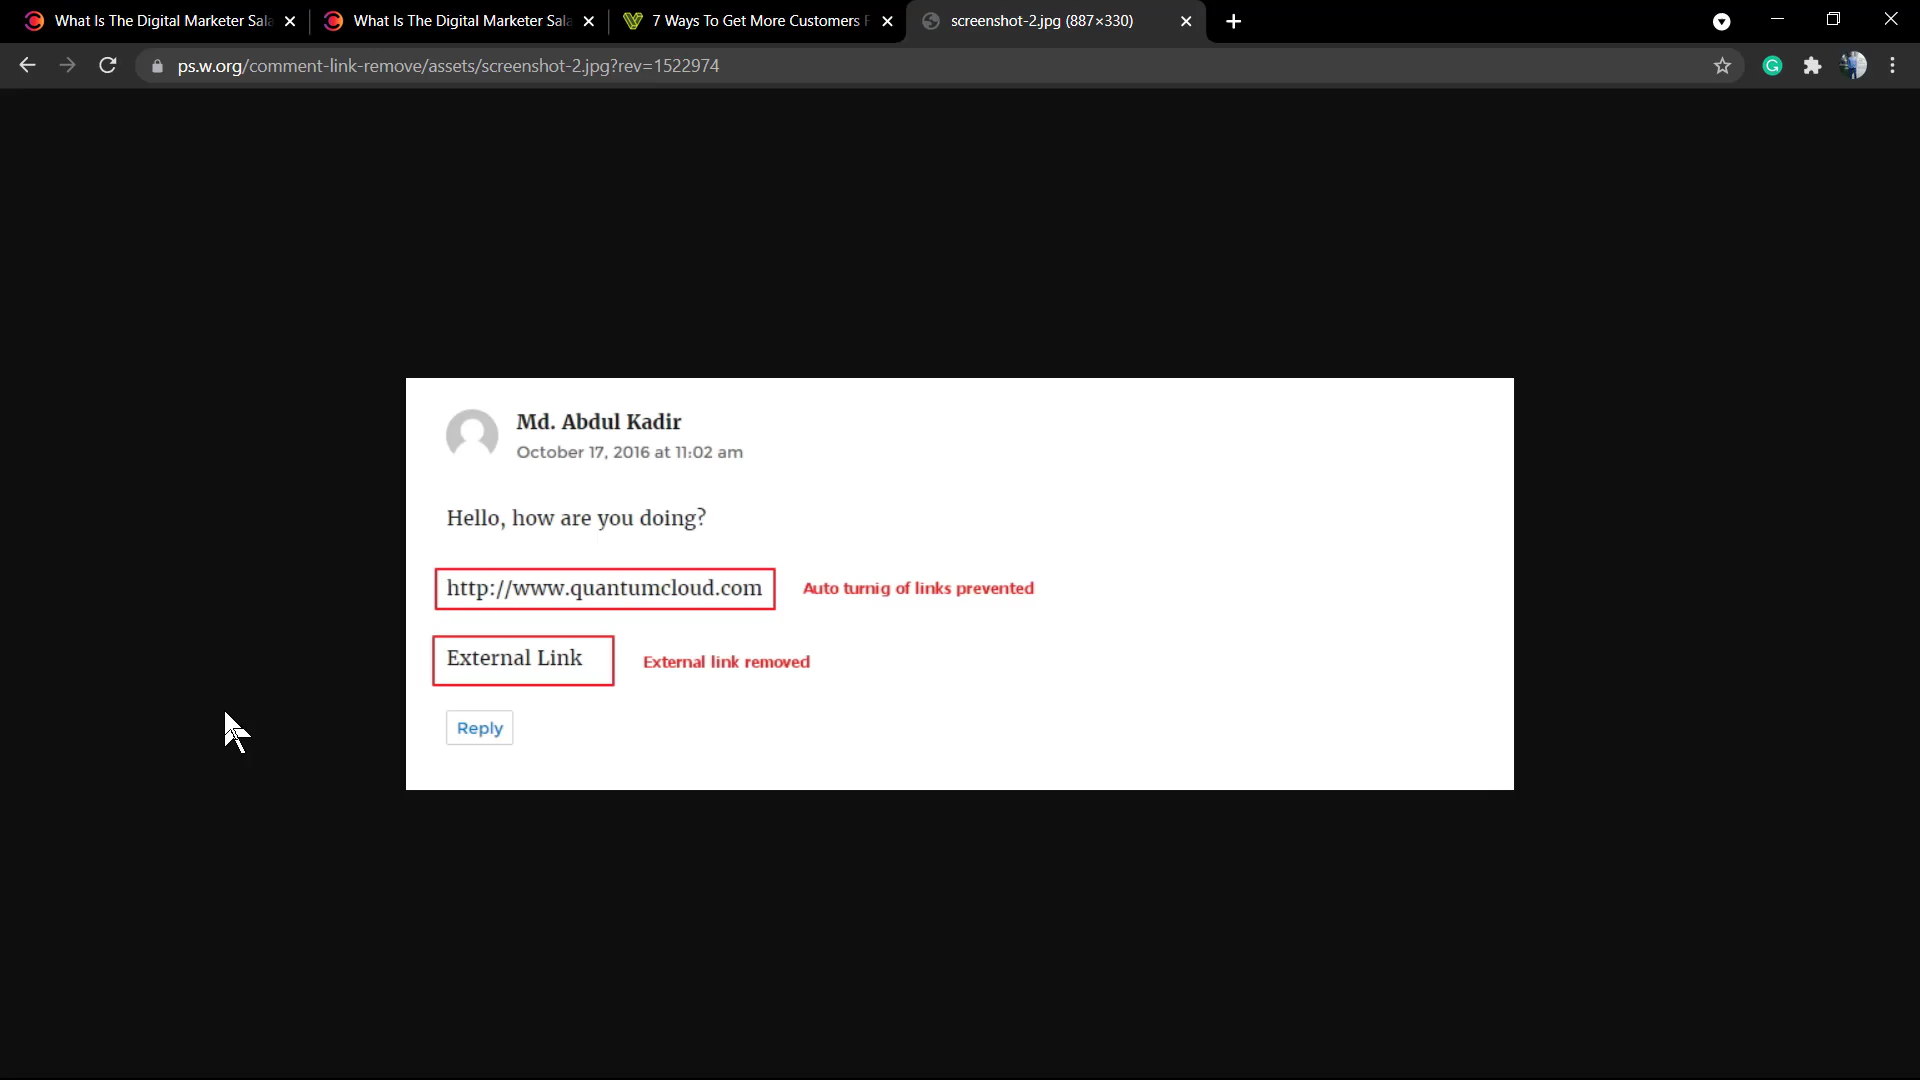 What Is The Digital Marketer Sala
What Is The Digital Marketer Sala
7 Ways To Get More Customers F
screenshot-2.jpg (887×330)
ps.w.org/comment-link-remove/assets/screenshot-2.jpg?rev=1522974
Md. Abdul Kadir
October 17, 2016 at 11:02 am
Hello, how are you doing?
http://www.quantumcloud.com Auto turnig of links prevented
External Link External link removed
Reply